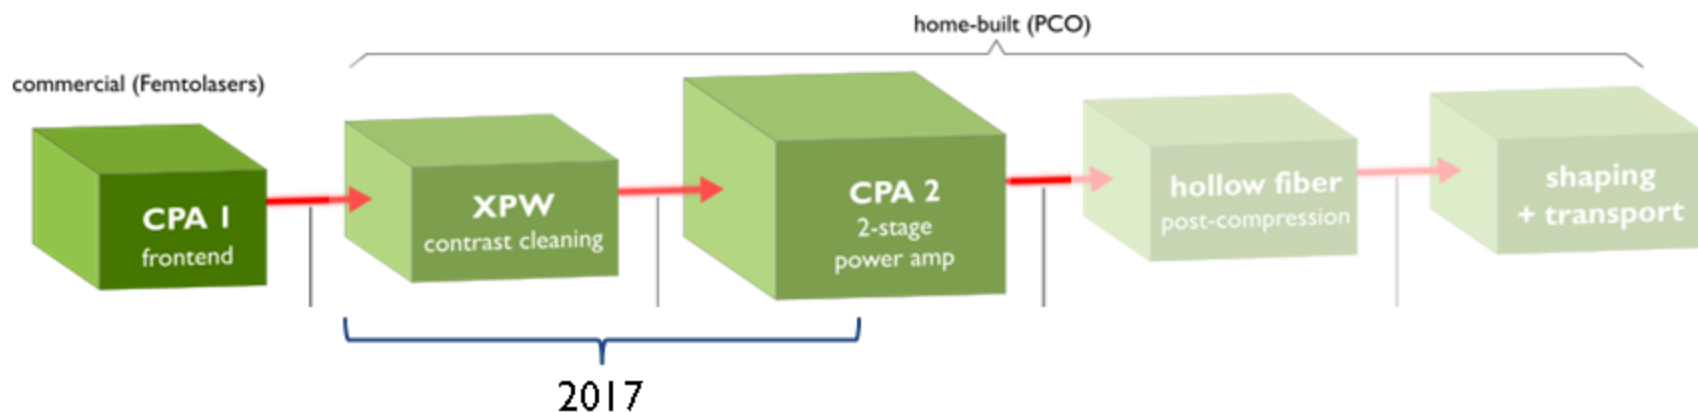 home-built (PCO)
commercial (Femtolasers)
CPA 1
frontend
XPW
contrast cleaning
CPA 2
2-stage
power amp
hollow fiber
post-compression
shaping
+ transport
2017